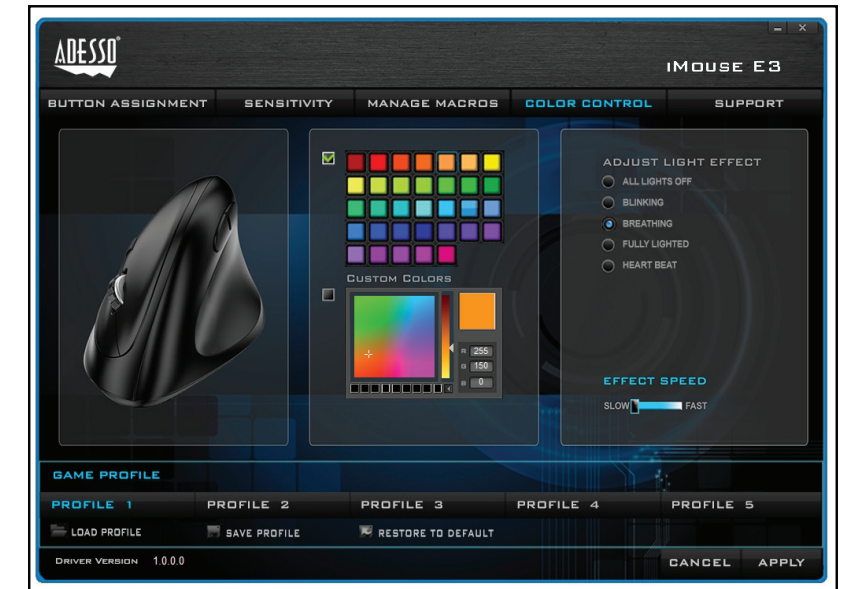 ADESSO®
iMouse E3
BUTTON ASSIGNMENT SENSITIVITY MANAGE MACROS COLOR CONTROL SUPPORT
ADJUST LIGHT EFFECT
ALL LIGHTS OFF
BLINKING
BREATHING
FULLY LIGHTED
HEART BEAT
CUSTOM COLORS
R 255
G 150
B 0
EFFECT SPEED
SLOW FAST
GAME PROFILE
PROFILE 1 PROFILE 2 PROFILE 3 PROFILE 4 PROFILE 5
LOAD PROFILE SAVE PROFILE RESTORE TO DEFAULT
DRIVER VERSION 1.0.0.0
CANCEL APPLY